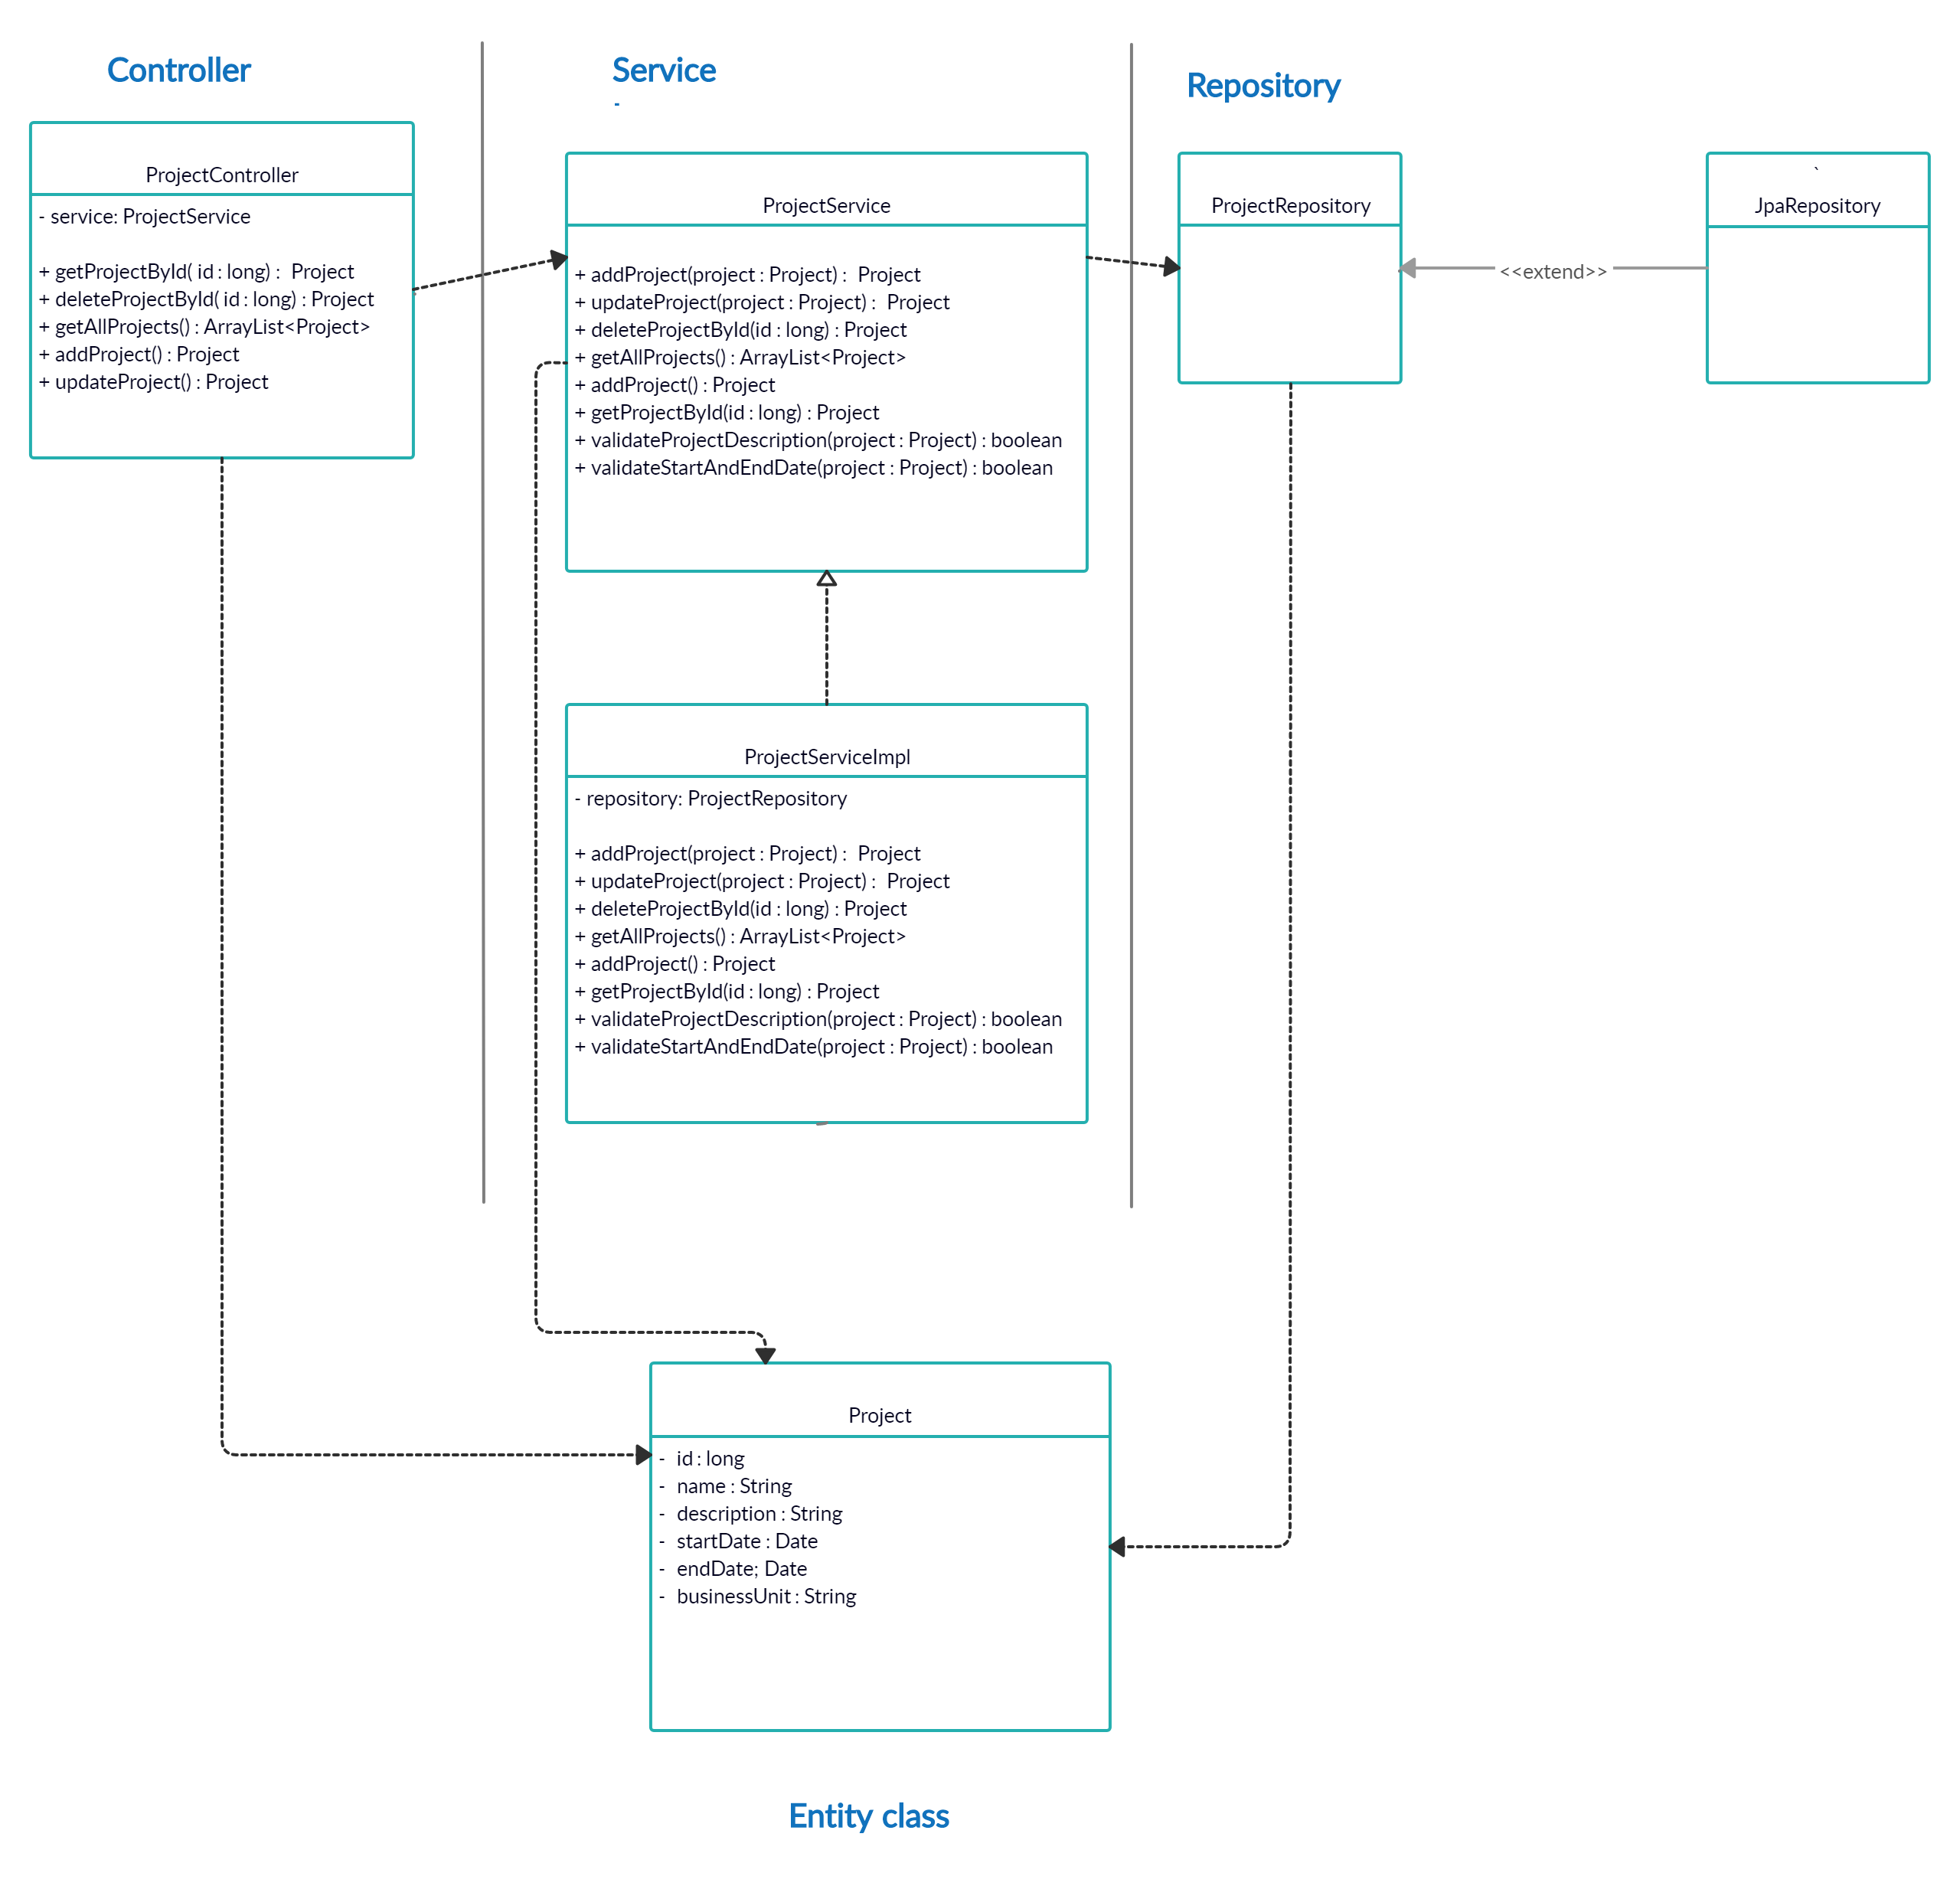 Controller
Service
-
Repository
ProjectController
- service: ProjectService
+ getProjectById( id : long) :  Project
+ deleteProjectById( id : long) : Project
+ getAllProjects() : ArrayList<Project>
+ addProject() : Project
+ updateProject() : Project
ProjectService
+ addProject(project : Project) :  Project
+ updateProject(project : Project) :  Project
+ deleteProjectById(id : long) : Project
+ getAllProjects() : ArrayList<Project>
+ addProject() : Project
+ getProjectById(id : long) : Project
+ validateProjectDescription(project : Project) : boolean
+ validateStartAndEndDate(project : Project) : boolean
ProjectRepository
<<extend>>
`
JpaRepository
ProjectServiceImpl
- repository: ProjectRepository
+ addProject(project : Project) :  Project
+ updateProject(project : Project) :  Project
+ deleteProjectById(id : long) : Project
+ getAllProjects() : ArrayList<Project>
+ addProject() : Project
+ getProjectById(id : long) : Project
+ validateProjectDescription(project : Project) : boolean
+ validateStartAndEndDate(project : Project) : boolean
Project
- id : long
- name : String
- description : String
- startDate : Date
- endDate; Date
- businessUnit : String
Entity class